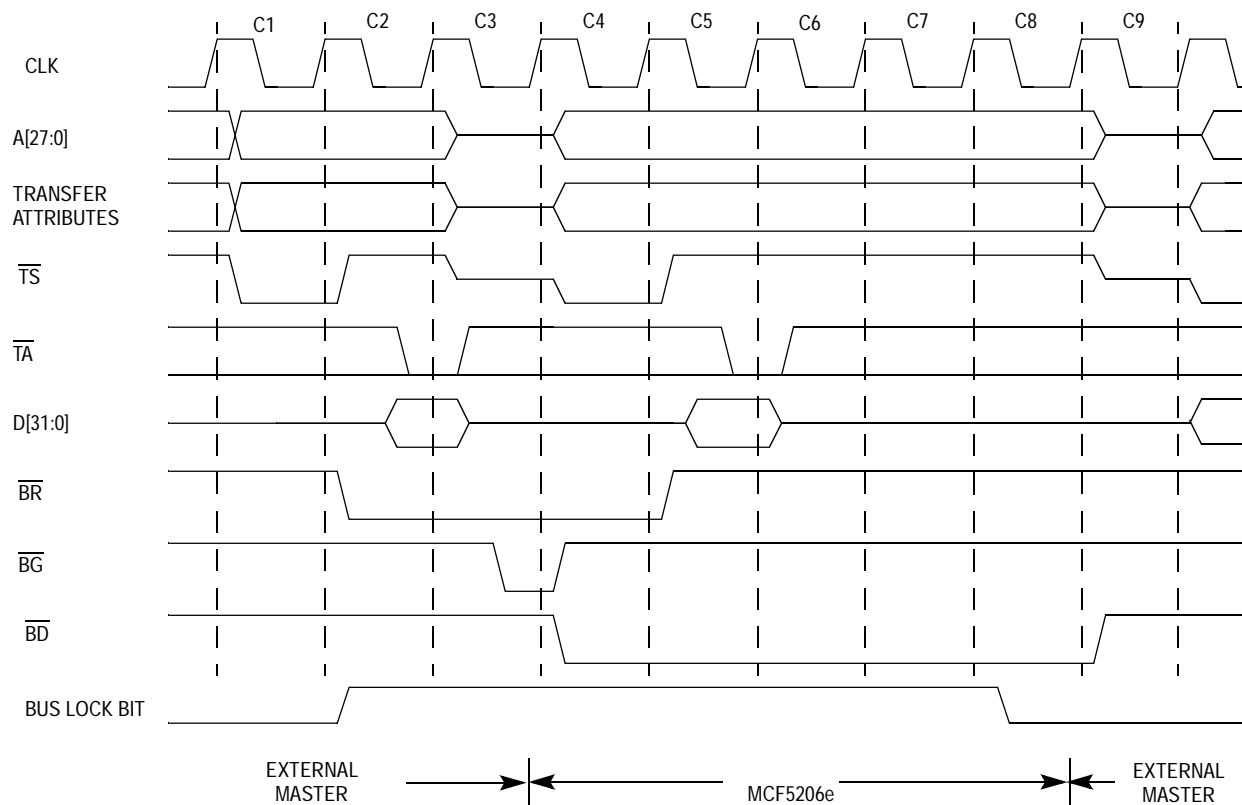 C1 C2 C3 C4 C5 C6 C7 C8 C9
CLK
A[27:0]
TRANSFER
ATTRIBUTES
TS
TA
D[31:0]
BR
BG
BD
BUS LOCK BIT
EXTERNAL
MASTER
MCF5206e
EXTERNAL
MASTER